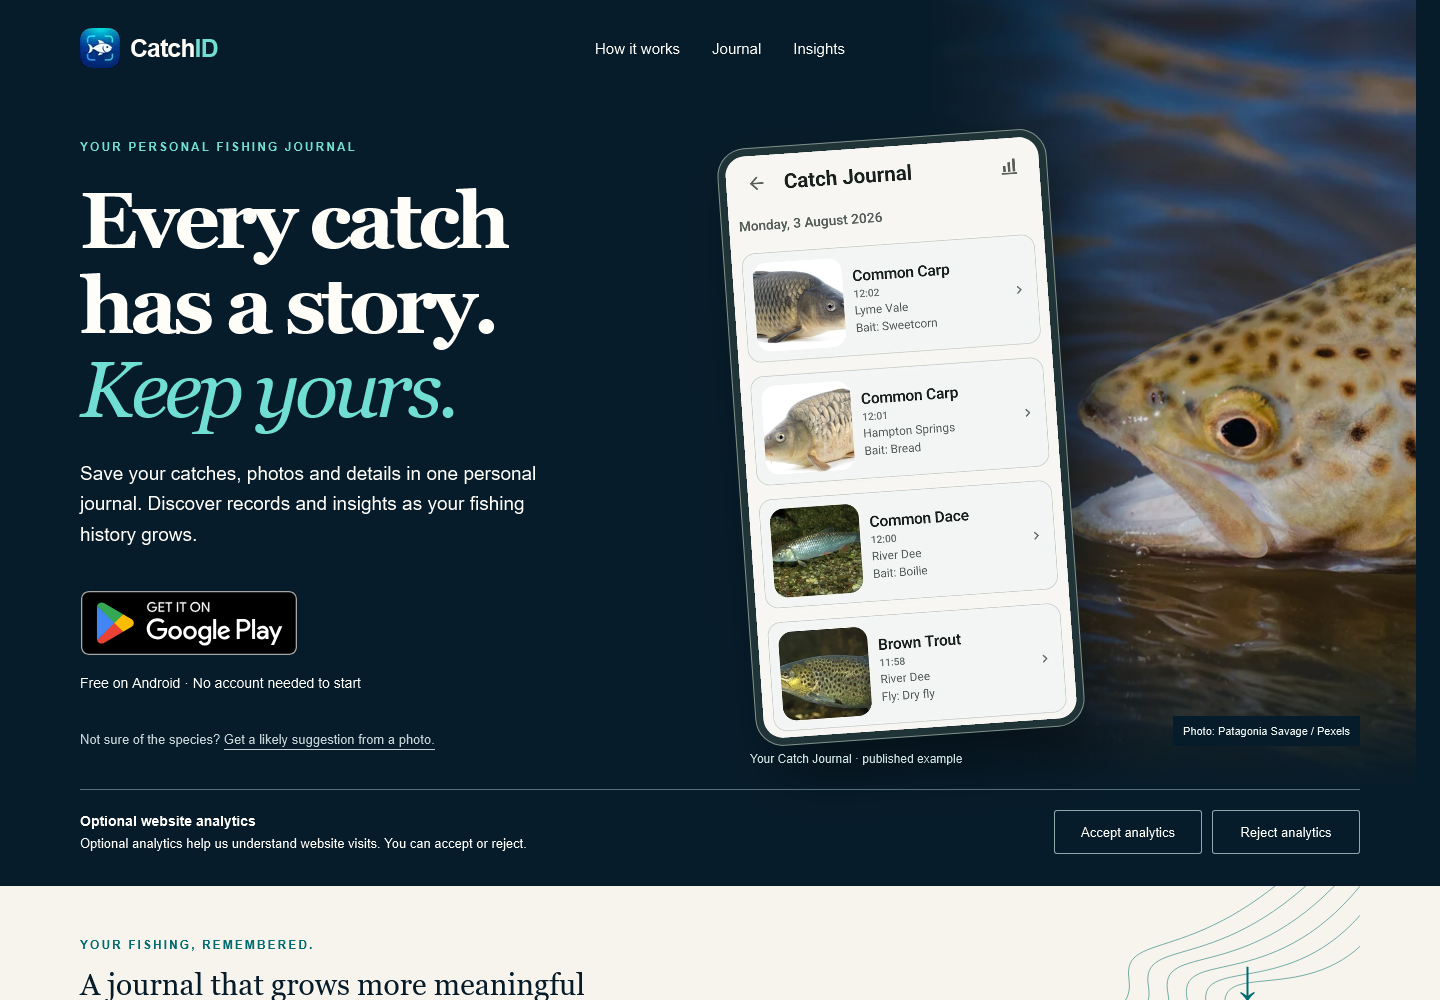 CatchID
How it works
Journal
Insights
YOUR PERSONAL FISHING JOURNAL
Every catch
has a story.
Keep yours.
Save your catches, photos and details in one personal
journal. Discover records and insights as your fishing
history grows.
GET IT ON
Google Play
Free on Android · No account needed to start
Not sure of the species? Get a likely suggestion from a photo.
Catch Journal
Monday, 3 August 2026
Common Carp
12:02
Lyme Vale
Bait: Sweetcorn
Common Carp
12:01
Hampton Springs
Bait: Bread
Common Dace
12:00
River Dee
Bait: Boilie
Brown Trout
11:58
River Dee
Fly: Dry fly
Your Catch Journal · published example
Photo: Patagonia Savage / Pexels
Optional website analytics
Optional analytics help us understand website visits. You can accept or reject.
Accept analytics
Reject analytics
YOUR FISHING, REMEMBERED.
A journal that grows more meaningful